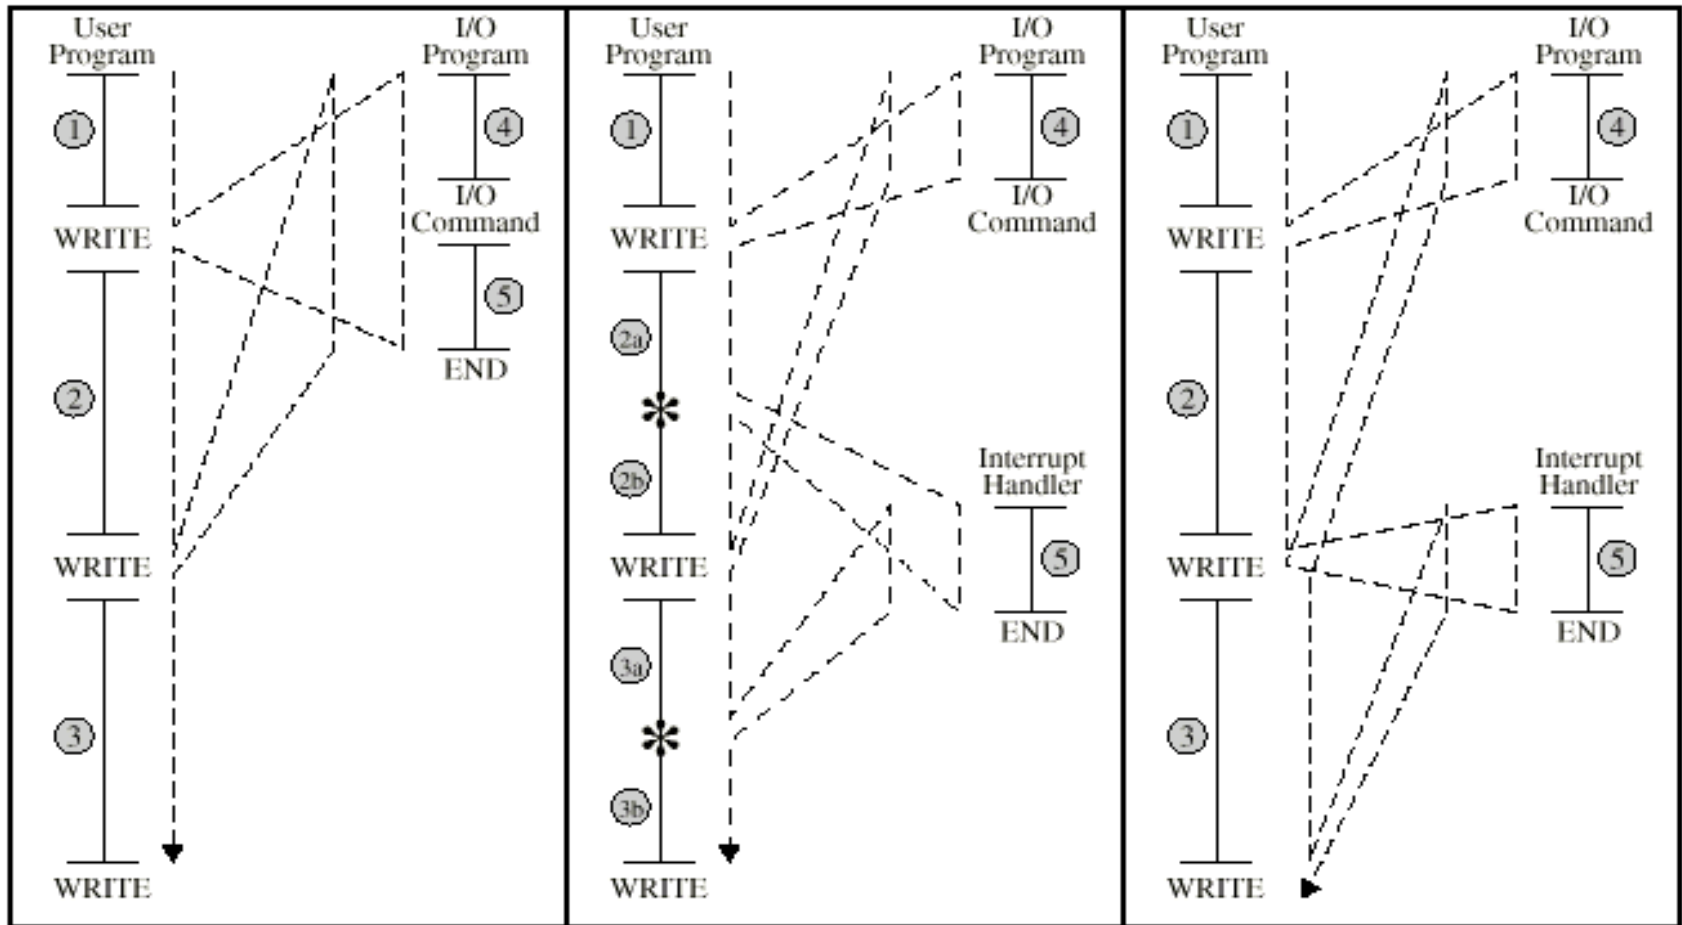 User
Program
I/O
Program
1
4
I/O
Command
WRITE
5
END
2
WRITE
3
WRITE
User
Program
I/O
Program
1
4
I/O
Command
WRITE
2a
*
2b
Interrupt
Handler
WRITE
5
END
3a
*
3b
WRITE
User
Program
I/O
Program
1
4
I/O
Command
WRITE
2
Interrupt
Handler
WRITE
5
END
3
WRITE